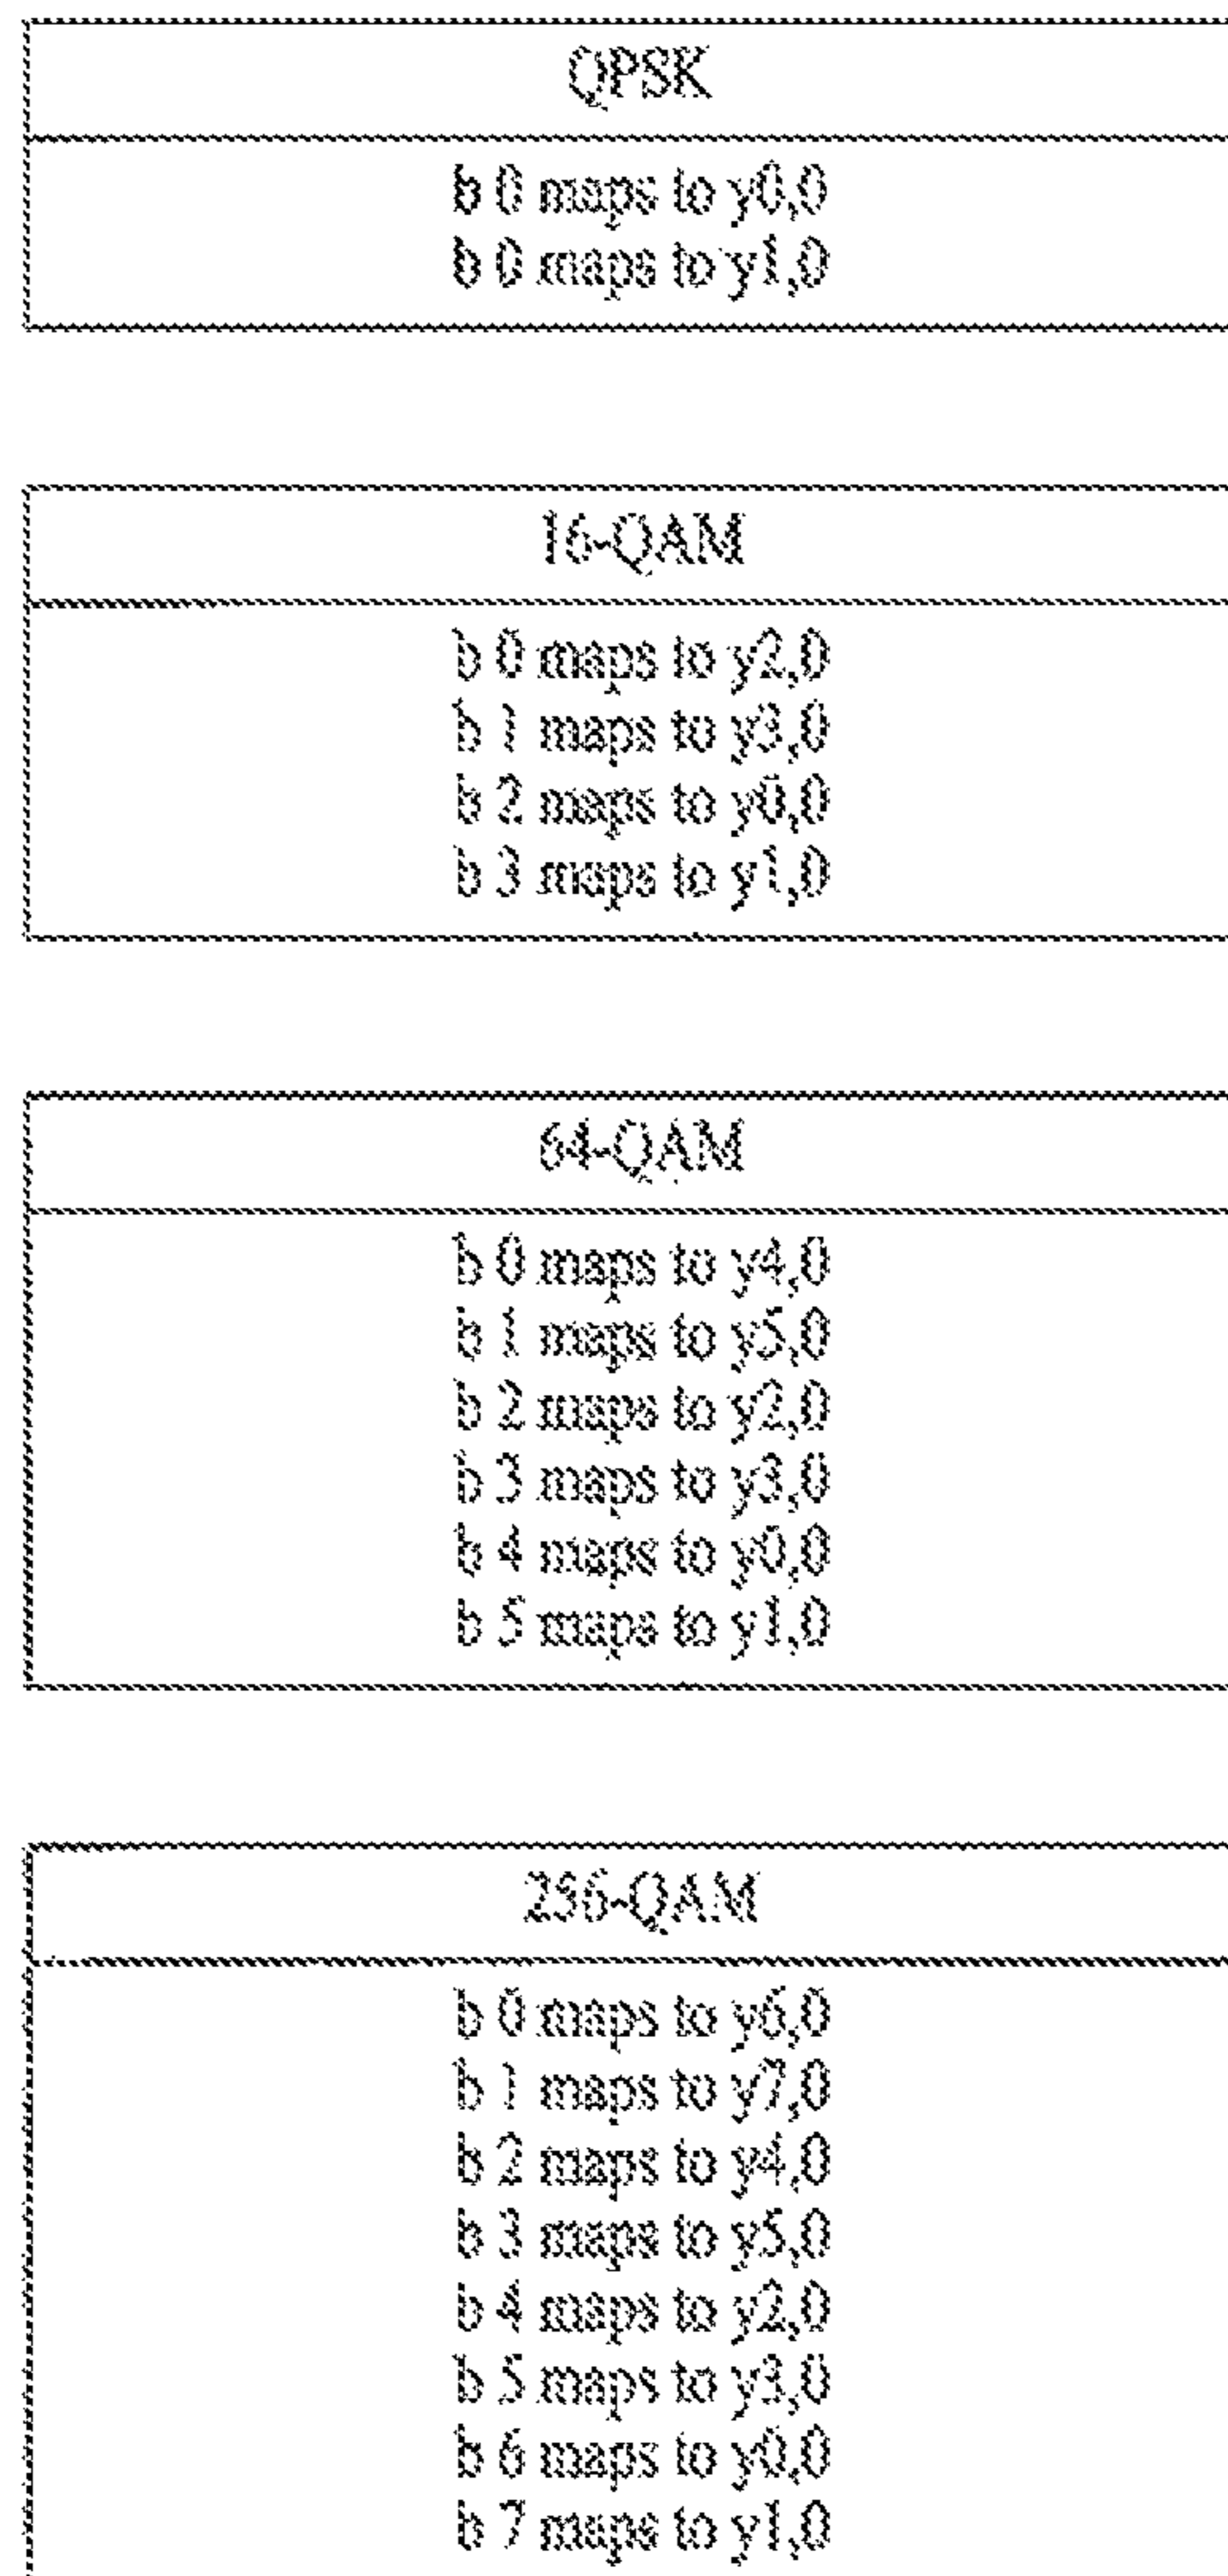 QPSK
b 0 maps to y0,0
b 0 maps to y1,0
16-QAM
b 0 maps to y2,0
b 1 maps to y3,0
b 2 maps to y0,0
b 3 maps to y1,0
64-QAM
b 0 maps to y4,0
b 1 maps to y5,0
b 2 maps to y2,0
b 3 maps to y3,0
b 4 maps to y0,0
b 5 maps to y1,0
256-QAM
b 0 maps to y6,0
b 1 maps to y7,0
b 2 maps to y4,0
b 3 maps to y5,0
b 4 maps to y2,0
b 5 maps to y3,0
b 6 maps to y0,0
b 7 maps to y1,0